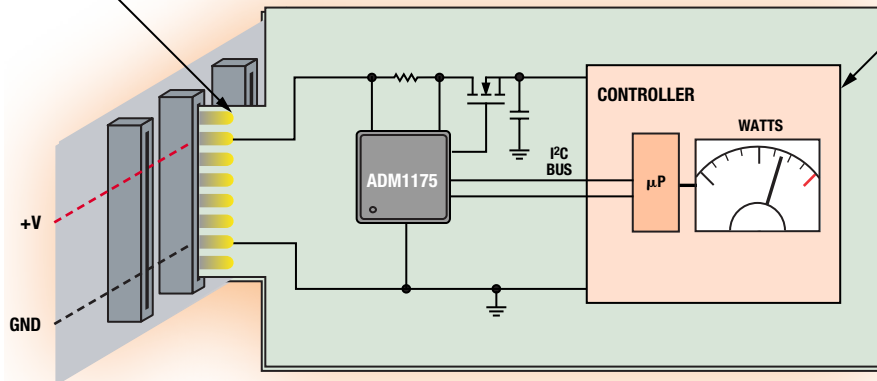 CONTROLLER
WATTS
I²C
BUS
ADM1175
μP
+V
GND